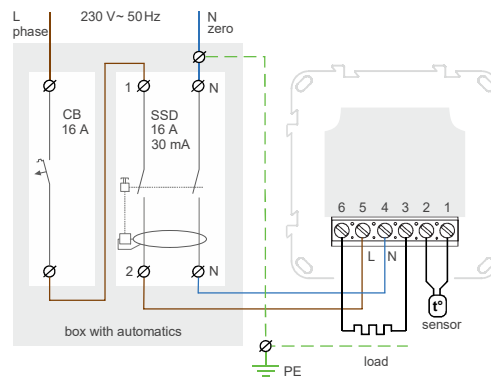 L
phase
230 V~ 50 Hz
N
zero
CB
16 A
1
SSD
16 A
30 mA
N
2
N
box with automatics
6 5 4 3 2 1
L N
t°
sensor
load
PE